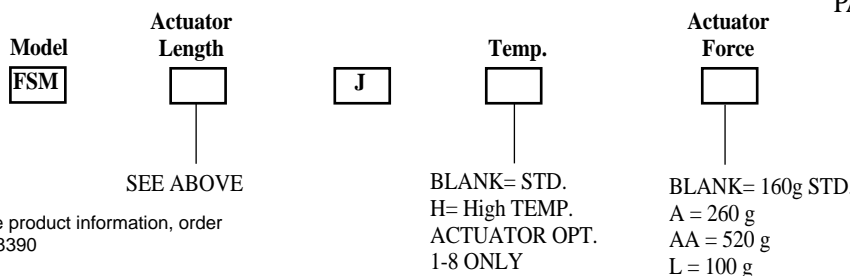 PA
Actuator
Length
Actuator
Force
Model
Temp.
FSM
J
SEE ABOVE
BLANK= STD.
H= High TEMP.
ACTUATOR OPT.
1-8 ONLY
BLANK= 160g STD.
A = 260 g
AA = 520 g
L = 100 g
e product information, order
3390